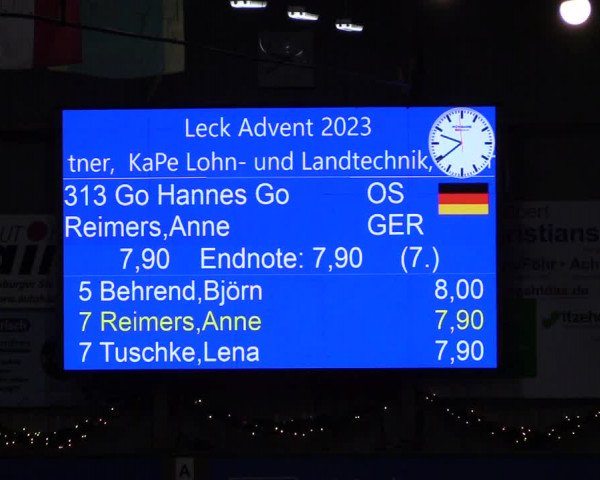 Leck Advent 2023
tner, KaPe Lohn- und Landtechnik,
313 Go Hannes Go OS
Reimers,Anne GER
7,90 Endnote: 7,90 (7.)
5 Behrend,Björn 8,00
7 Reimers,Anne 7,90
7 Tuschke,Lena 7,90
A